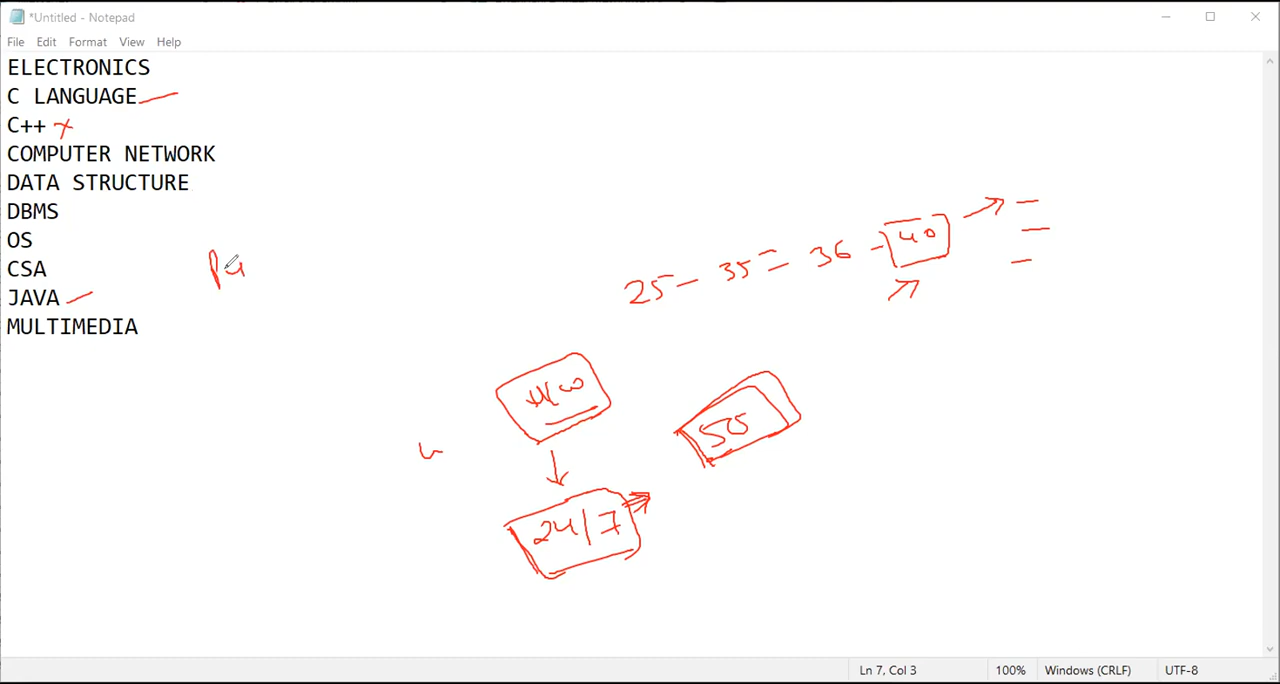 *Untitled - Notepad
File Edit Format View Help
ELECTRONICS
C LANGUAGE
C++ x
COMPUTER NETWORK
DATA STRUCTURE
DBMS
OS
CSA
JAVA
MULTIMEDIA
25 - 35 = 36 - 40
50
24/7
Ln 7, Col 3 100% Windows (CRLF) UTF-8